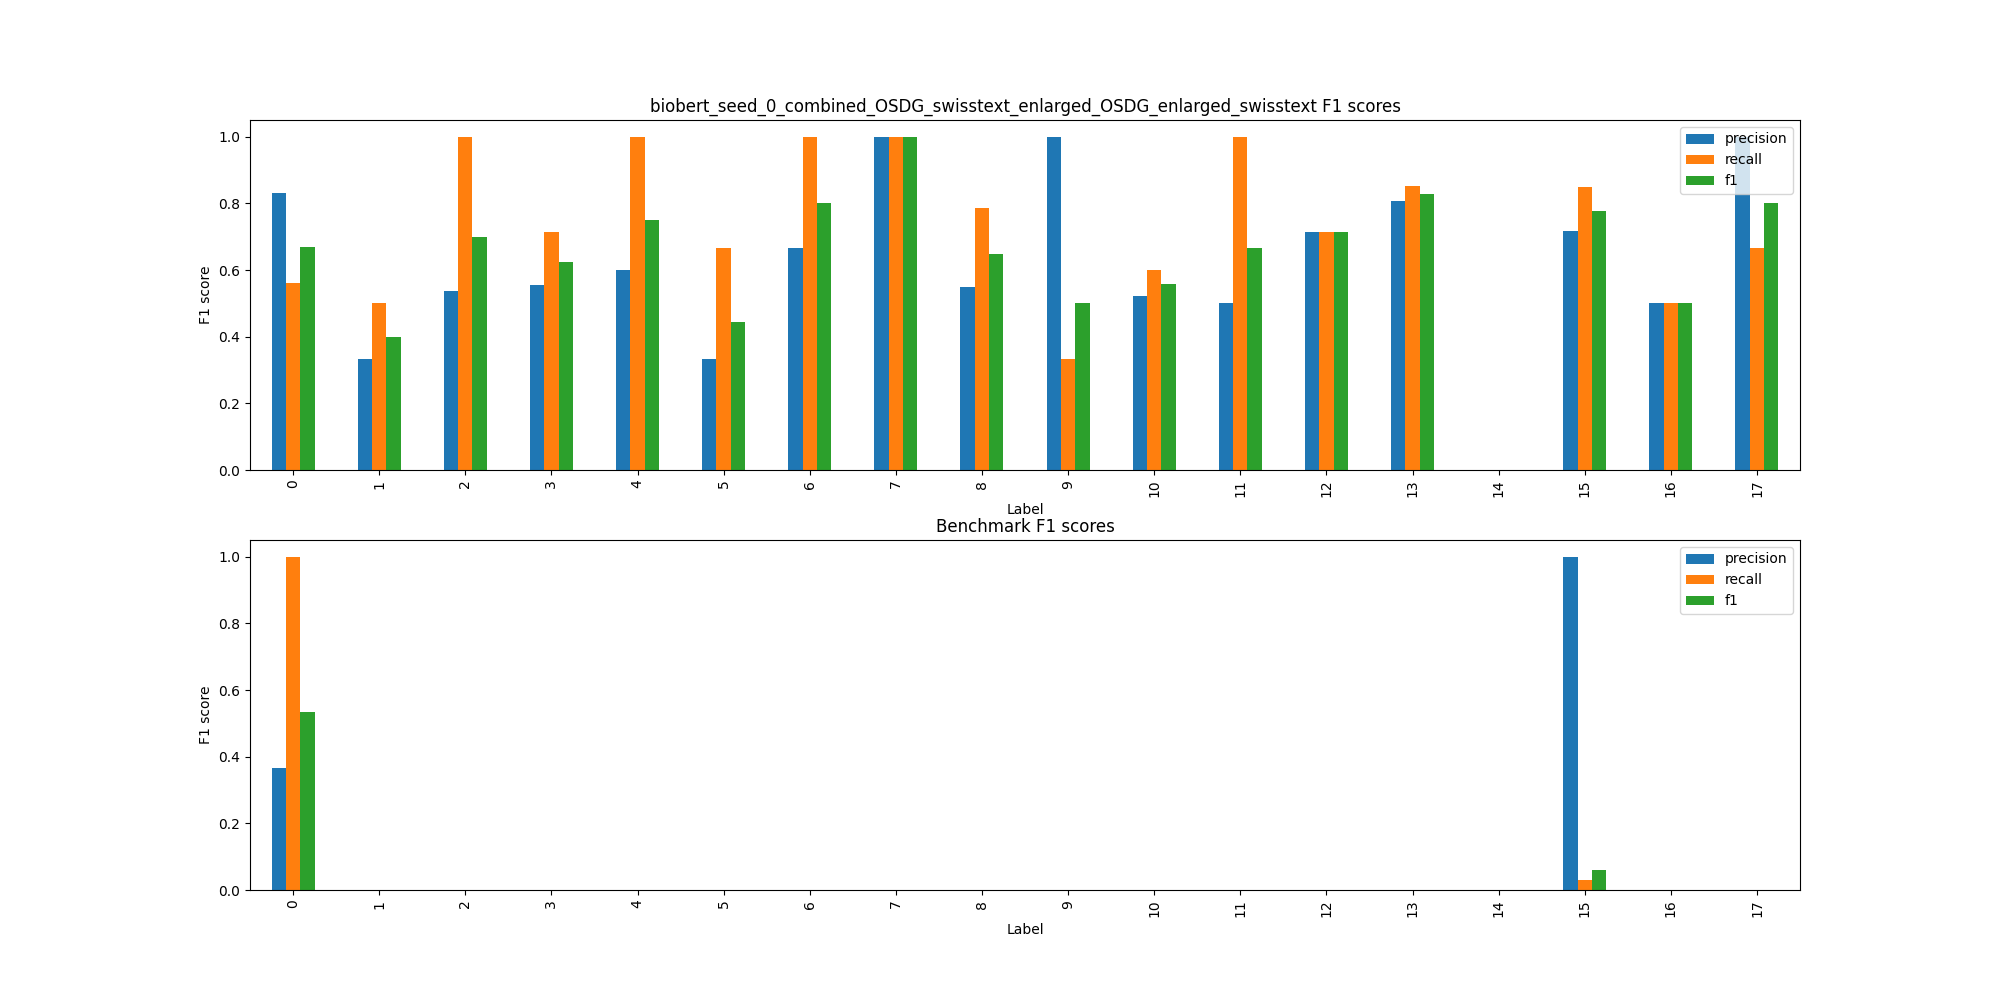 biobert_seed_0_combined_OSDG_swisstext_enlarged_OSDG_enlarged_swisstext F1 scores
1.0
0.8
0.6
0.4
0.2
0.0
F1 score
precision
recall
f1
0 1 2 3 4 5 6 7 8 9 10 11 12 13 14 15 16 17
Label
Benchmark F1 scores
1.0
0.8
0.6
0.4
0.2
0.0
F1 score
precision
recall
f1
0 1 2 3 4 5 6 7 8 9 10 11 12 13 14 15 16 17
Label